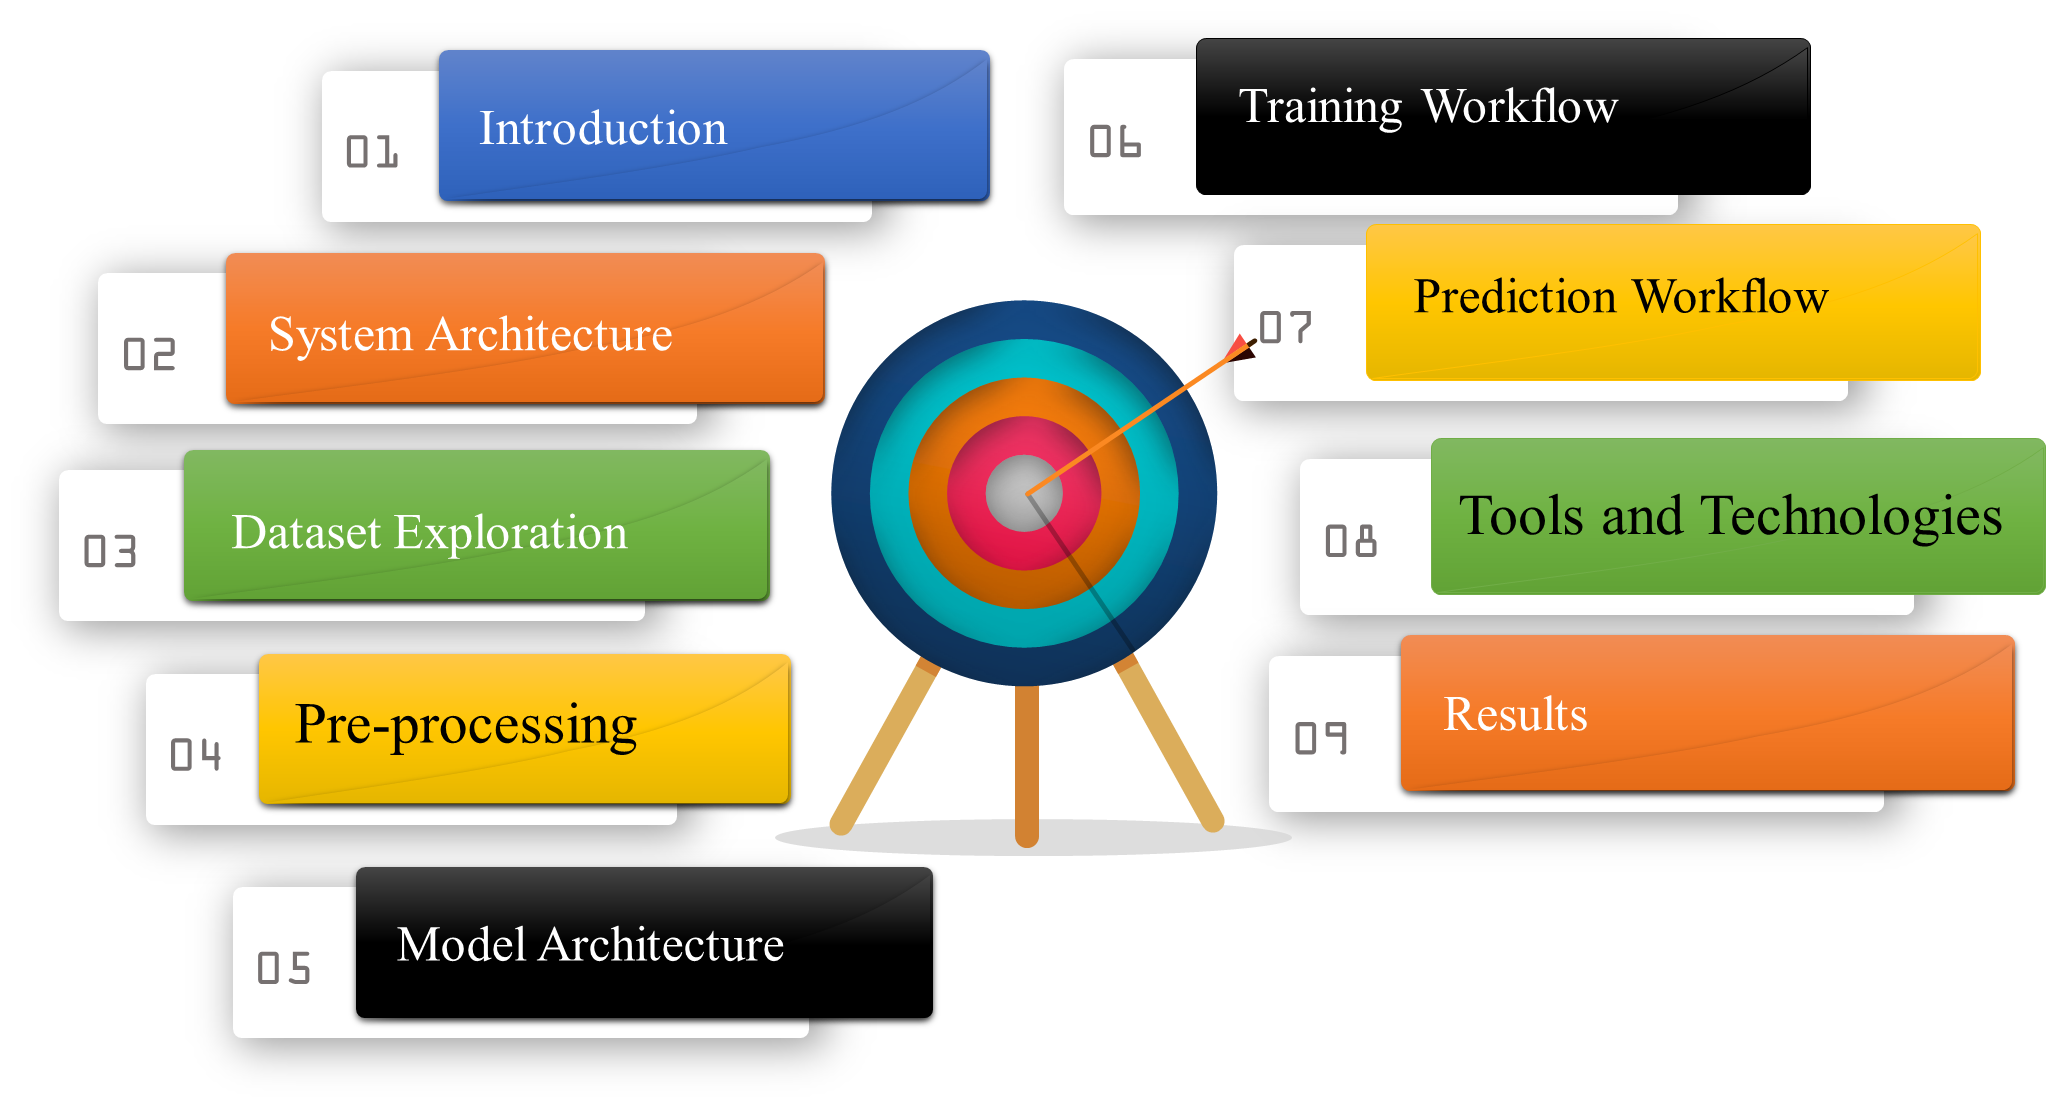 01
Introduction
02
System Architecture
03
Dataset Exploration
04
Pre-processing
05
Model Architecture
06
Training Workflow
07
Prediction Workflow
08
Tools and Technologies
09
Results